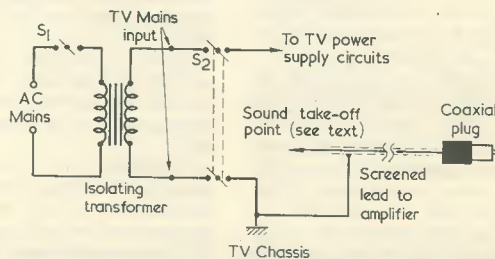 S1
TV Mains
input
S2
To TV power
supply circuits
AC
Mains
Sound take-off
point (see text)
Coaxial
plug
Isolating
transformer
Screened
lead to
amplifier
TV Chassis